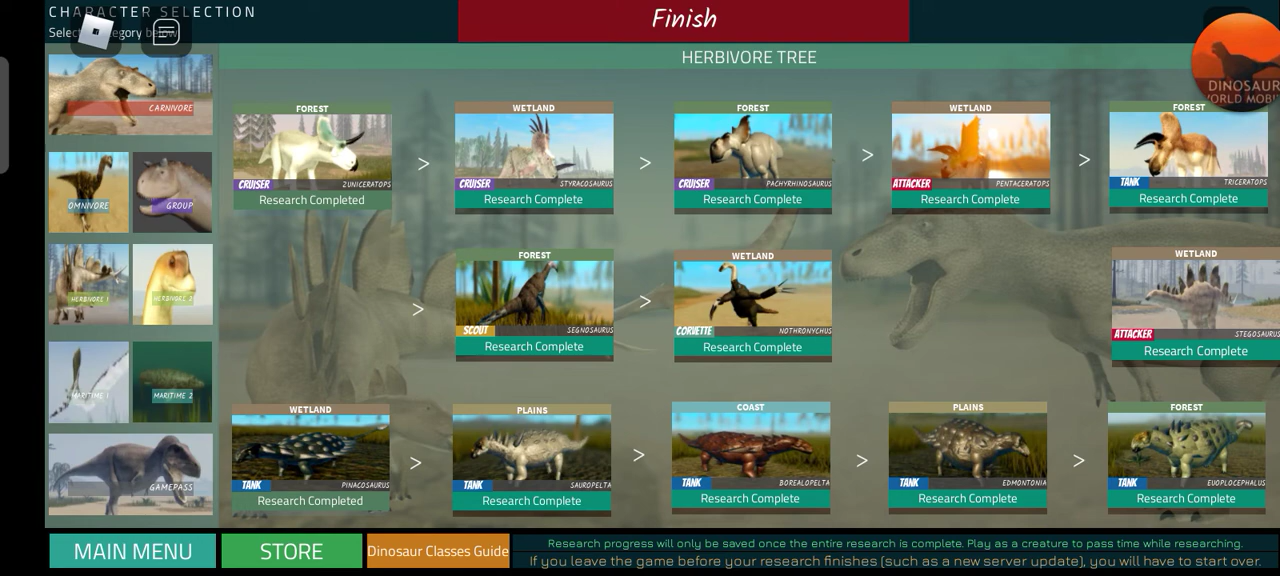 CHARACTER SELECTION
Finish
HERBIVORE TREE
DINOSAUR
CARNIVORE
OMNIVORE
GROUP
HERBIVORE 1
HERBIVORE 2
MARITIME 1
MARITIME 2
GAMEPASS
FOREST
CRUISER
ZUNICERATOPS
Research Completed
>
WETLAND
CRUISER
STYRACOSAURUS
Research Complete
>
FOREST
CRUISER
PACHYRHINOSAURUS
Research Complete
>
WETLAND
ATTACKER
PENTACERATOPS
Research Complete
>
FOREST
TANK
TRICERATOPS
Research Complete
>
FOREST
SCOUT
SEGNOSAURUS
Research Complete
>
WETLAND
CORVETTE
NOTHRONYCHUS
Research Complete
WETLAND
ATTACKER
STEGOSAURUS
Research Complete
WETLAND
TANK
PINACOSAURUS
Research Completed
>
PLAINS
TANK
SAUROPELTA
Research Complete
>
COAST
TANK
BOREALOPELTA
Research Complete
>
PLAINS
TANK
EDMONTONIA
Research Complete
>
FOREST
TANK
EUOPLOCEPHALUS
Research Complete
MAIN MENU
STORE
Dinosaur Classes Guide
Research progress will only be saved once the entire research is complete. Play as a creature to pass time while researching.
If you leave the game before your research finishes (such as a new server update), you will have to start over.